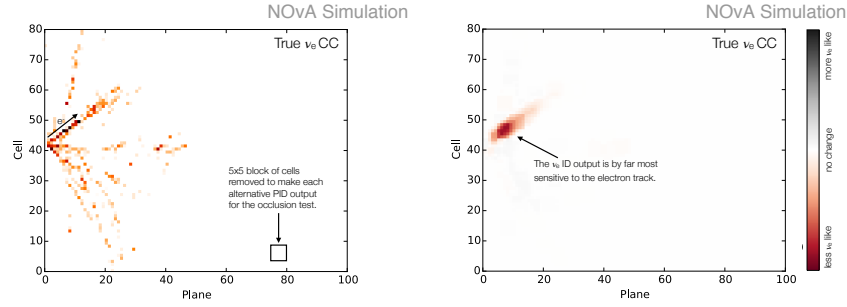 NOvA Simulation
True νe CC
80
70
60
50
40
30
20
10
0
Cell
e
5x5 block of cells
removed to make each
alternative PID output
for the occlusion test.
0 20 40 60 80 100
Plane
NOvA Simulation
True νe CC
80
70
60
50
40
30
20
10
0
Cell
The νe ID output is by far most
sensitive to the electron track.
0 20 40 60 80 100
Plane
more νe like
no change
less νe like